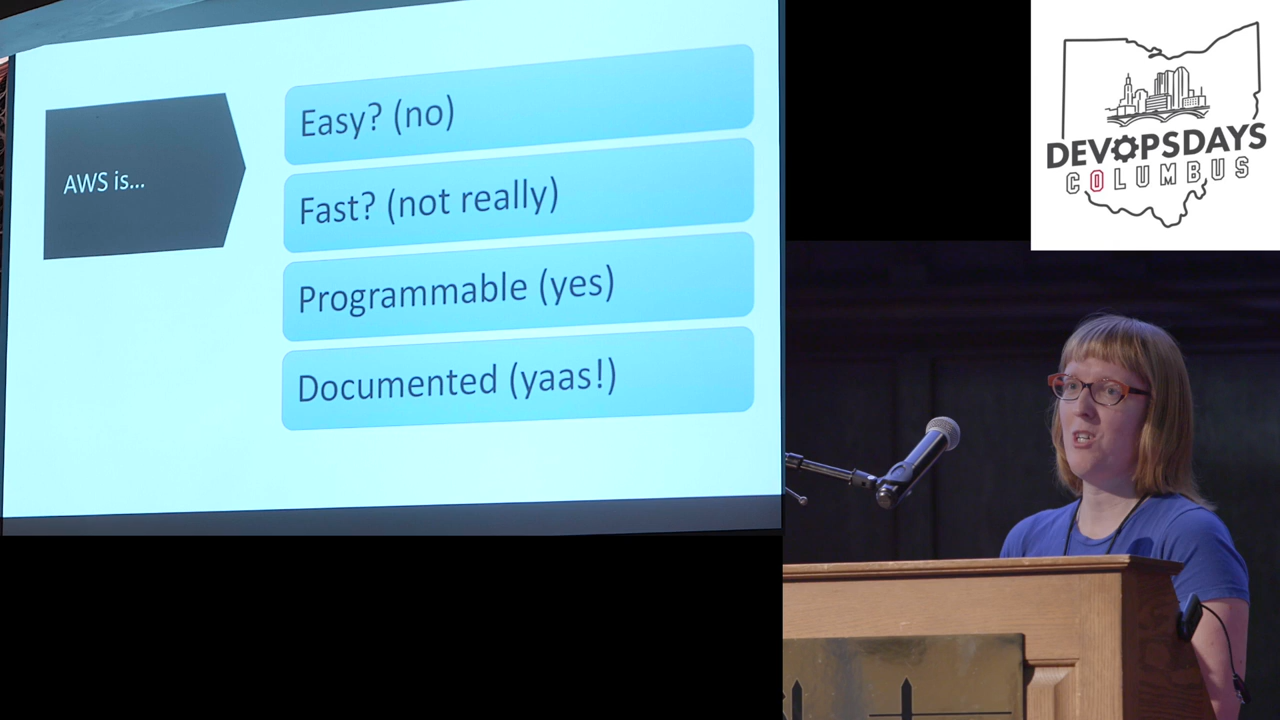 AWS is...
Easy? (no)
Fast? (not really)
Programmable (yes)
Documented (yaas!)
DEVOPSDAYS
COLUMBUS